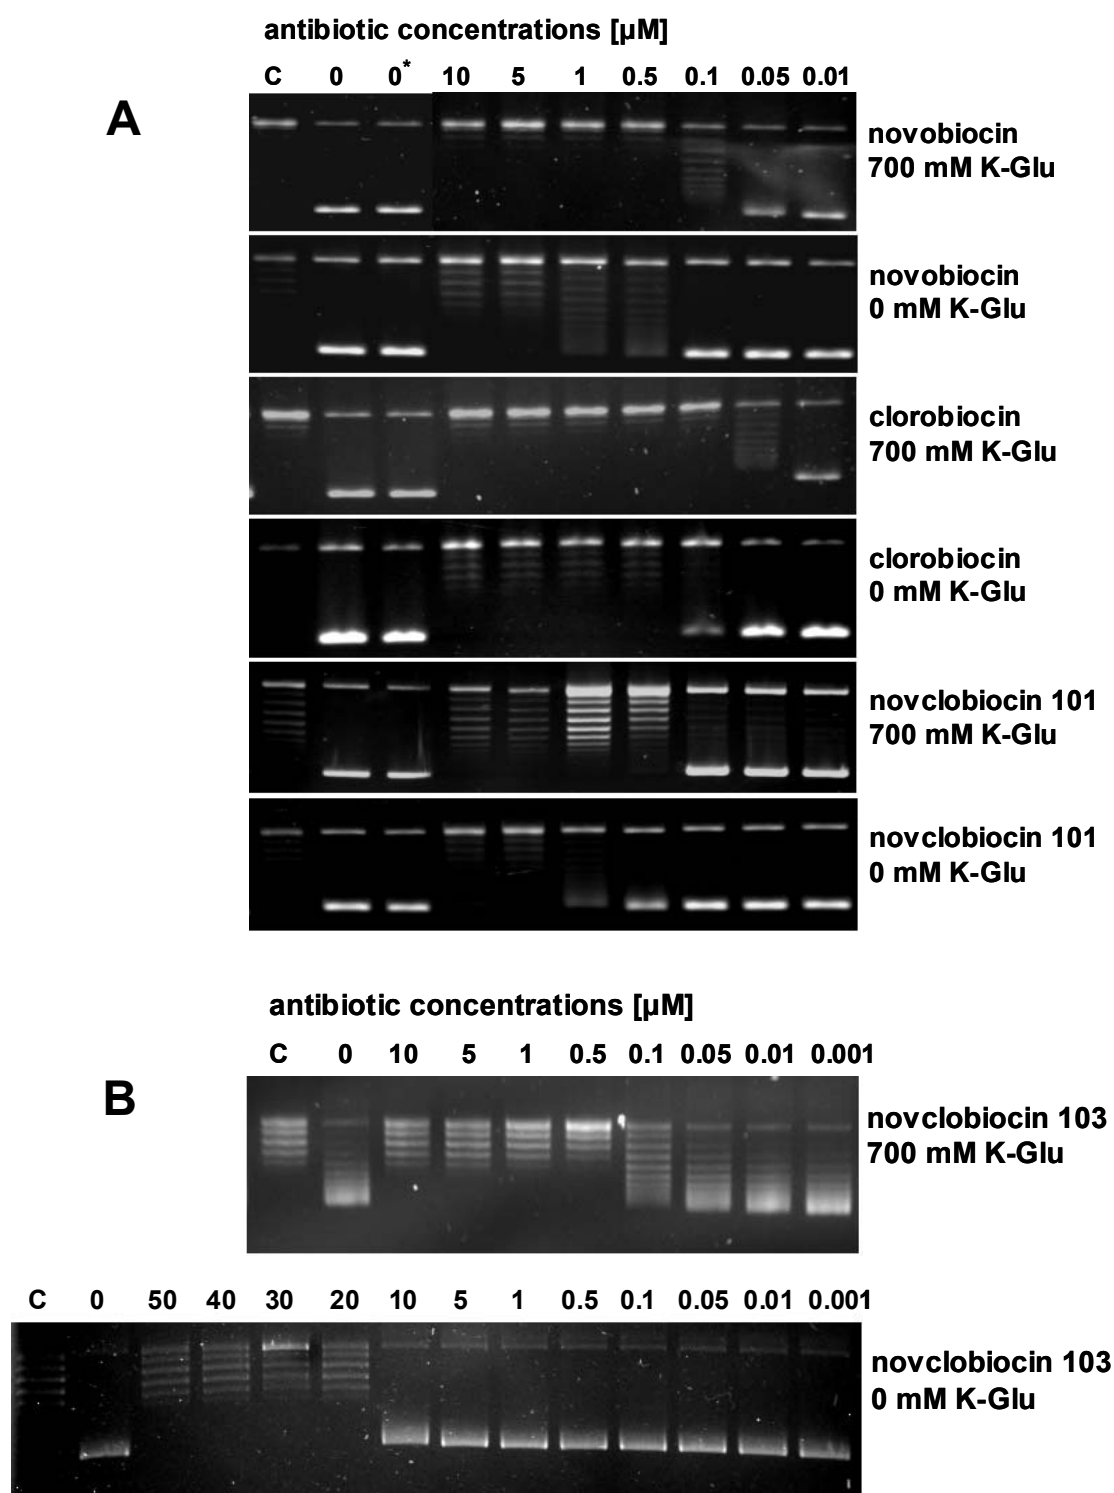 antibiotic concentrations [µM]
C 0 0* 10 5 1 0.5 0.1 0.05 0.01
A
novobiocin
700 mM K-Glu
novobiocin
0 mM K-Glu
clorobiocin
700 mM K-Glu
clorobiocin
0 mM K-Glu
novclobiocin 101
700 mM K-Glu
novclobiocin 101
0 mM K-Glu
antibiotic concentrations [µM]
C 0 10 5 1 0.5 0.1 0.05 0.01 0.001
B
novclobiocin 103
700 mM K-Glu
C 0 50 40 30 20 10 5 1 0.5 0.1 0.05 0.01 0.001
novclobiocin 103
0 mM K-Glu